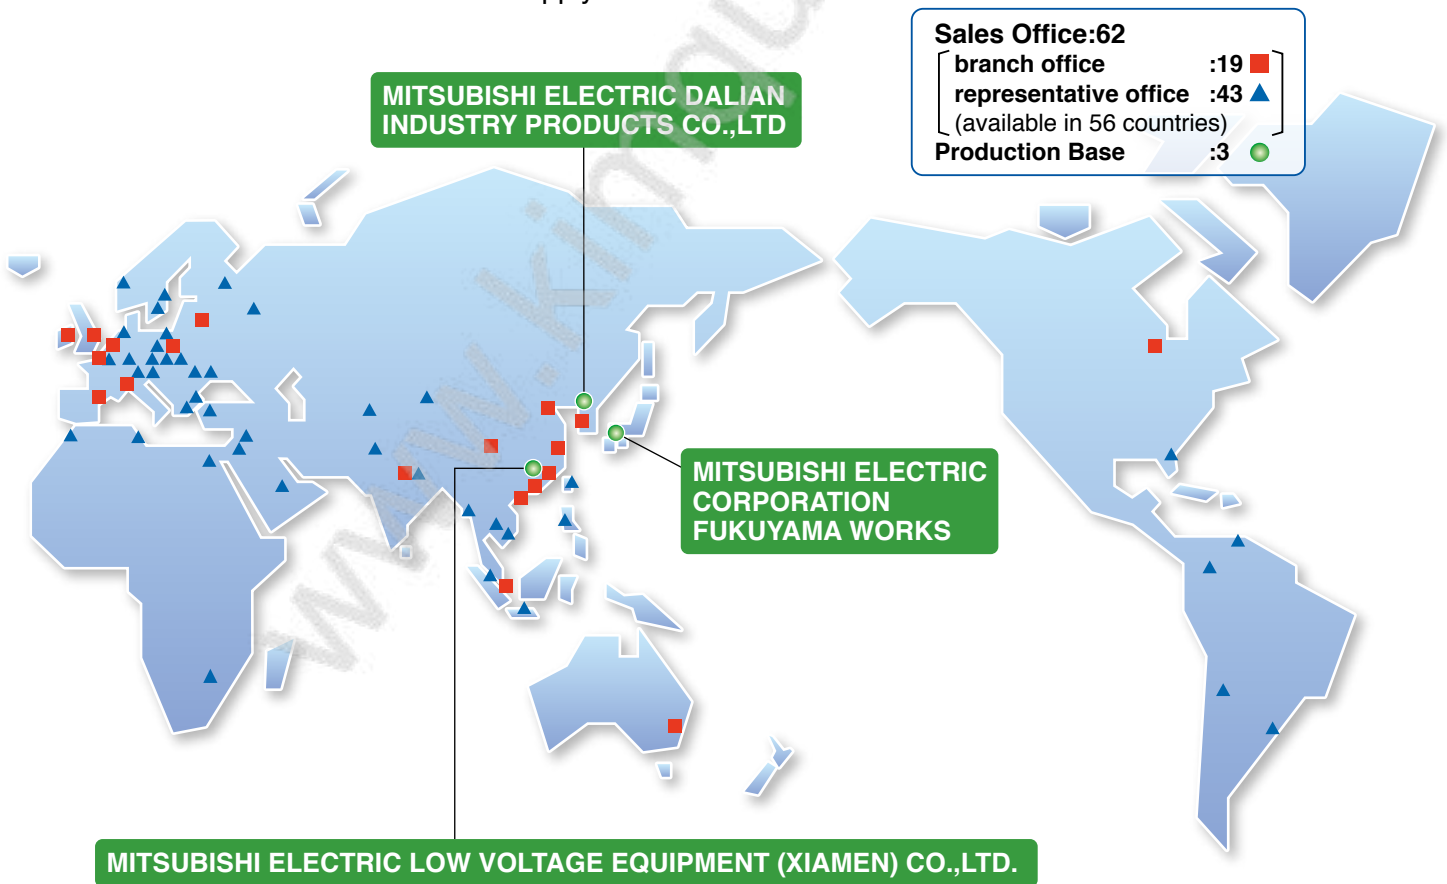 Sales Office:62
branch office :19
representative office :43
(available in 56 countries)
Production Base :3
MITSUBISHI ELECTRIC DALIAN
INDUSTRY PRODUCTS CO.,LTD
MITSUBISHI ELECTRIC
CORPORATION
FUKUYAMA WORKS
MITSUBISHI ELECTRIC LOW VOLTAGE EQUIPMENT (XIAMEN) CO.,LTD.